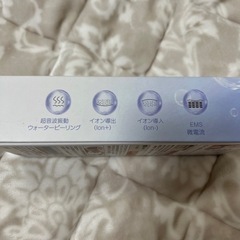 超音波振動
ウォーターピーリング
イオン導出
(Ion+)
イオン導入
(Ion-)
EMS
微電流